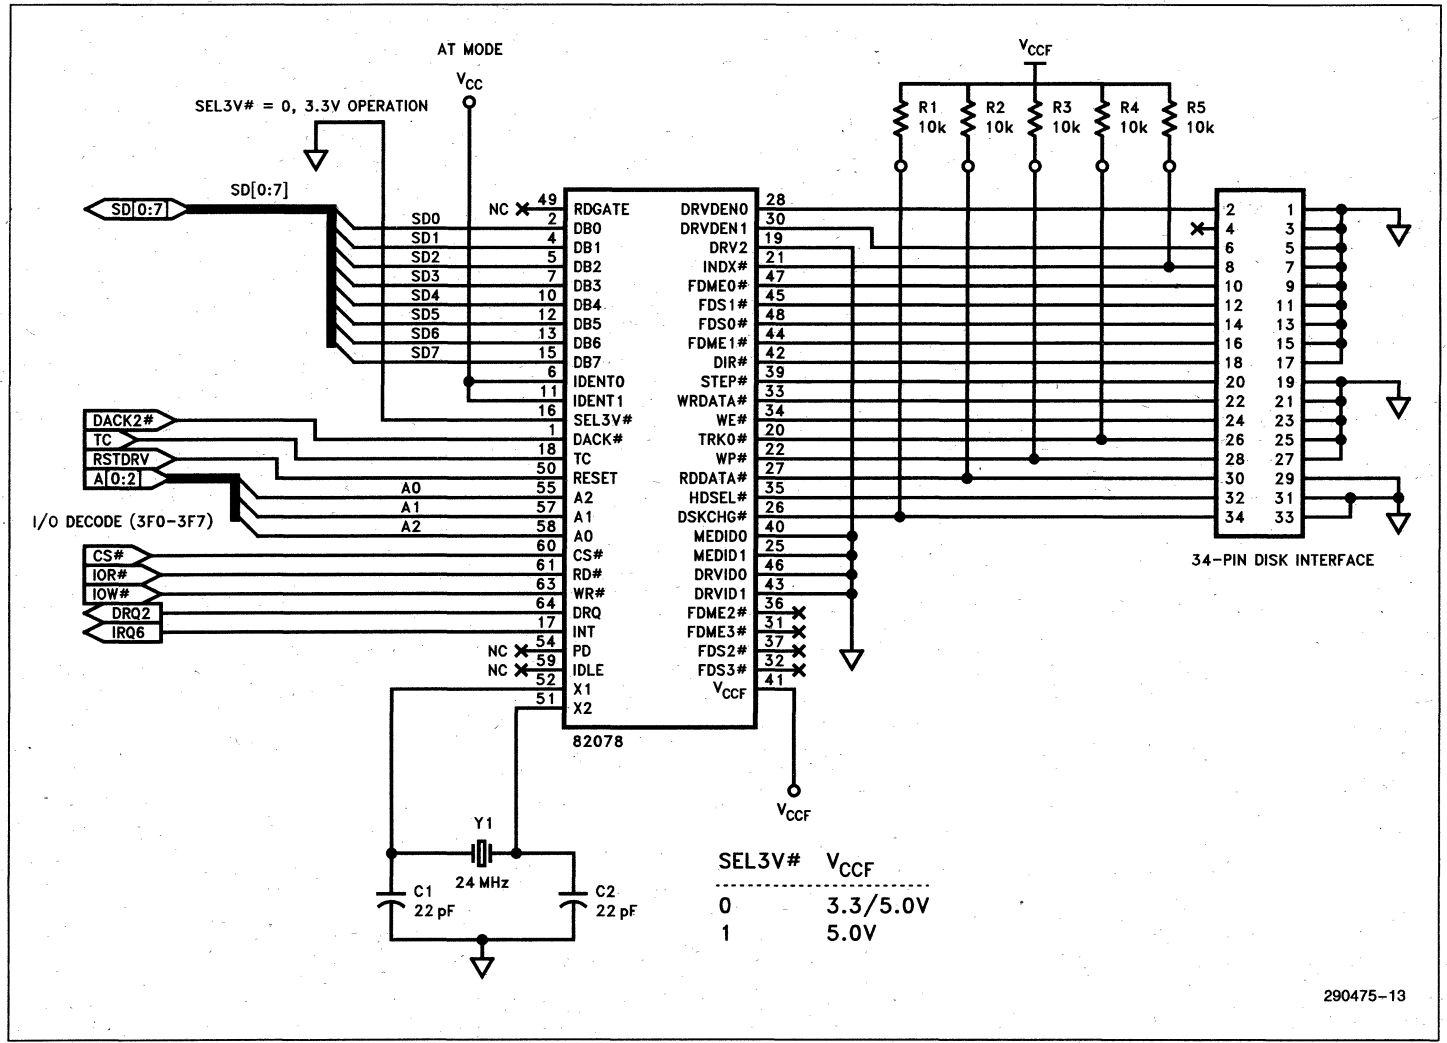 AT MODE
VCC
SEL3V# = 0, 3.3V OPERATION
VCCF
R1 10k
R2 10k
R3 10k
R4 10k
R5 10k
SD[0:7]
SD[0:7]
NC 49 RDGATE
SD0 2 DB0
SD1 4 DB1
SD2 5 DB2
SD3 7 DB3
SD4 10 DB4
SD5 12 DB5
SD6 13 DB6
SD7 15 DB7
6 IDENT0
11 IDENT1
16 SEL3V#
DACK2# 1 DACK#
TC 18 TC
RSTDRV 50 RESET
A[0:2]
A0 55 A2
A1 57 A1
A2 58 A0
I/O DECODE (3F0-3F7)
CS# 60 CS#
IOR# 61 RD#
IOW# 63 WR#
DRQ2 64 DRQ
IRQ6 17 INT
NC 54 PD
NC 59 IDLE
52 X1
51 X2
82078
DRVDEN0 28
DRVDEN1 30
DRV2 19
INDX# 21
FDME0# 47
FDS1# 45
FDS0# 48
FDME1# 44
DIR# 42
STEP# 39
WRDATA# 33
WE# 34
TRK0# 20
WP# 22
RDDATA# 27
HDSEL# 35
DSKCHG# 26
MEDID0 40
MEDID1 25
DRVID0 46
DRVID1 43
FDME2# 36
FDME3# 31
FDS2# 37
FDS3# 32
VCCF 41
VCCF
2 1
4 3
6 5
8 7
10 9
12 11
14 13
16 15
18 17
20 19
22 21
24 23
26 25
28 27
30 29
32 31
34 33
34-PIN DISK INTERFACE
Y1
24 MHz
C1
22 pF
C2
22 pF
SEL3V# VCCF
0 3.3/5.0V
1 5.0V
290475-13